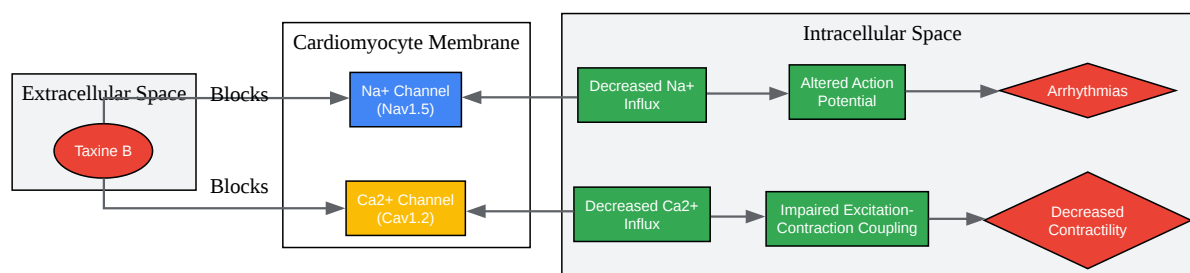 Extracellular Space
Taxine B
Blocks
Blocks
Cardiomyocyte Membrane
Na+ Channel
(Nav1.5)
Ca2+ Channel
(Cav1.2)
Intracellular Space
Decreased Na+
Influx
Altered Action
Potential
Arrhythmias
Decreased Ca2+
Influx
Impaired Excitation-
Contraction Coupling
Decreased
Contractility